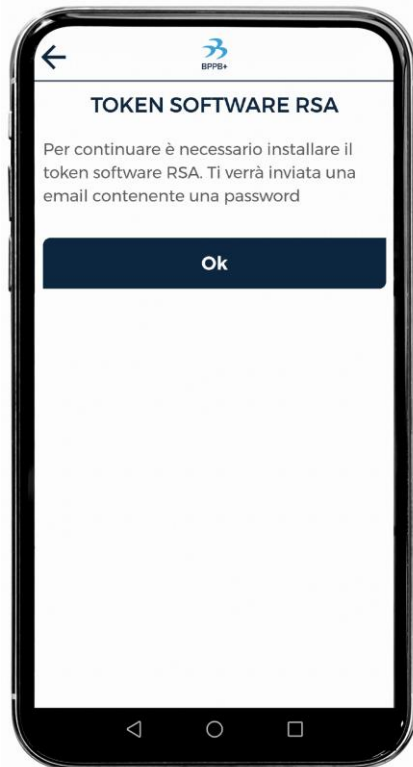 BPPB+
TOKEN SOFTWARE RSA
Per continuare è necessario installare il
token software RSA. Ti verrà inviata una
email contenente una password
Ok